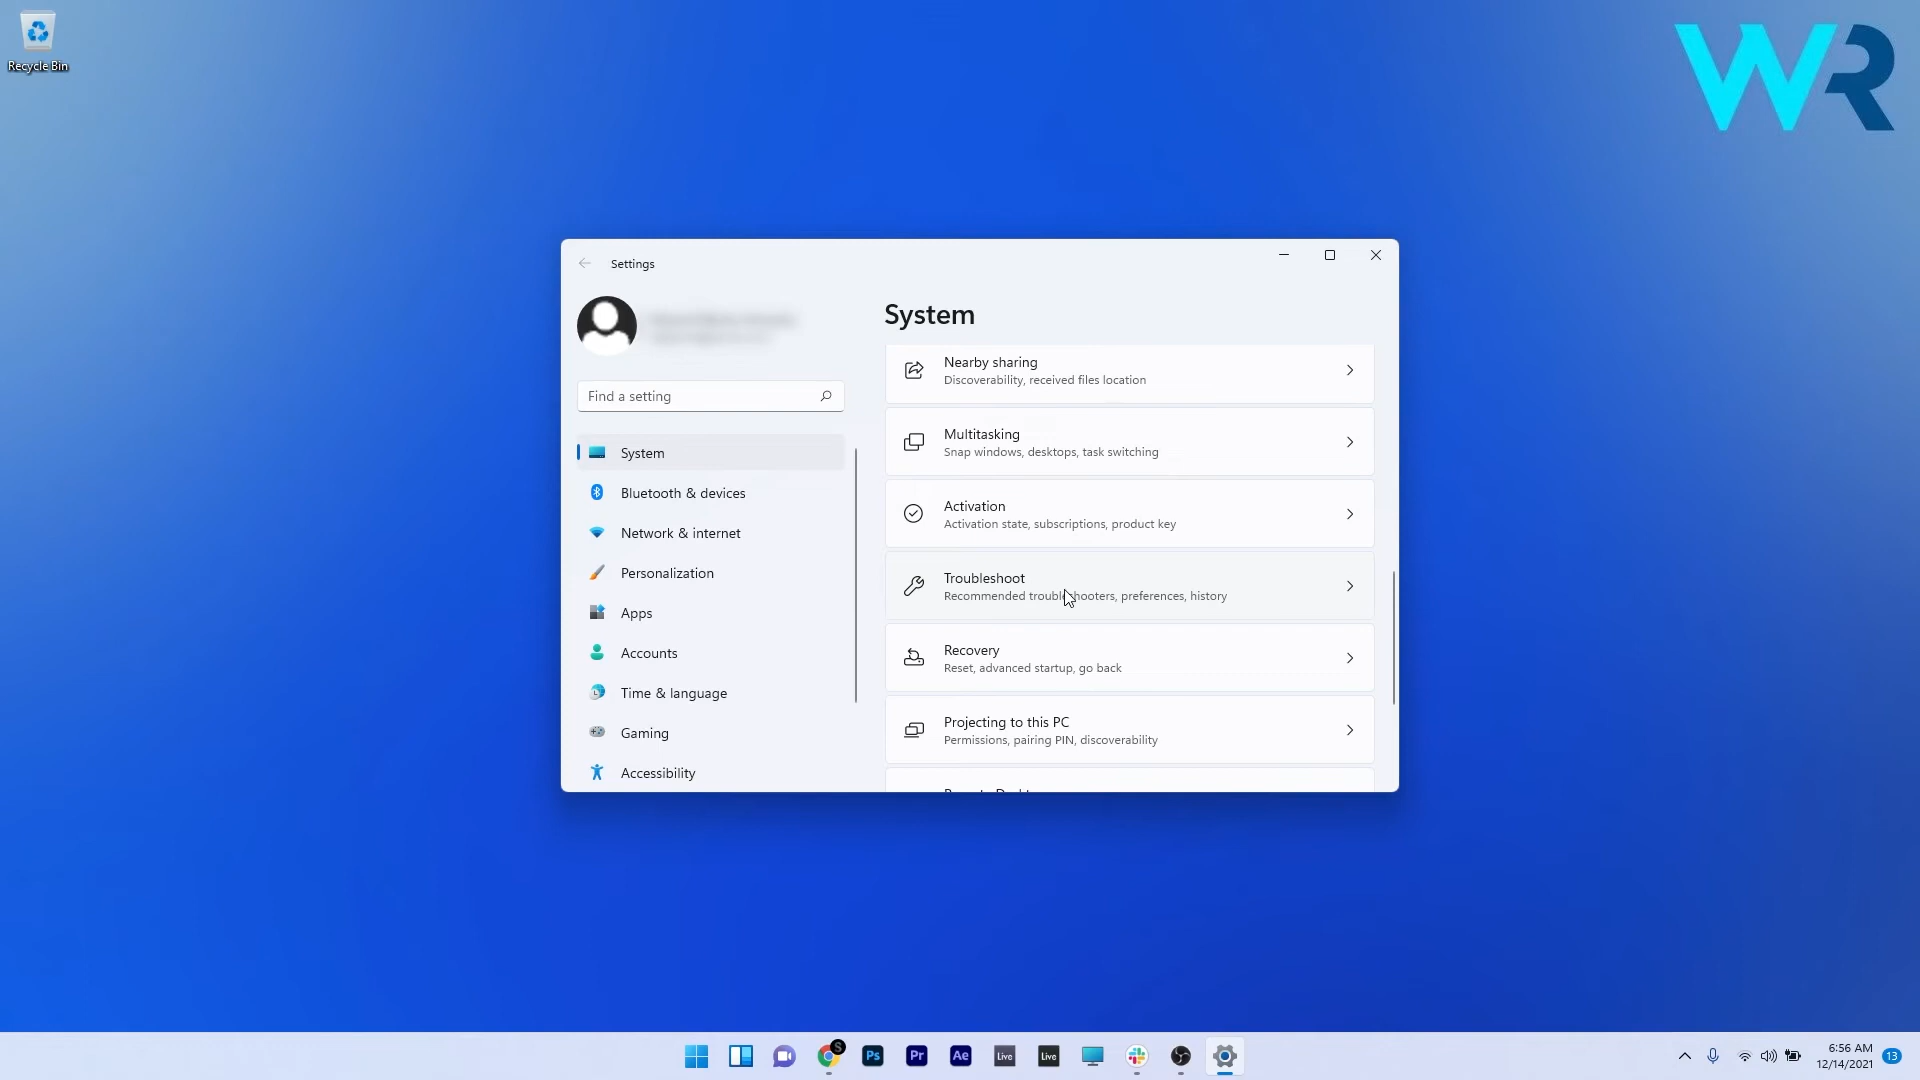 Recycle Bin
WR
Settings
System
Find a setting
System
Bluetooth & devices
Network & internet
Personalization
Apps
Accounts
Time & language
Gaming
Accessibility
Nearby sharing
Discoverability, received files location
Multitasking
Snap windows, desktops, task switching
Activation
Activation state, subscriptions, product key
Troubleshoot
Recommended troubleshooters, preferences, history
Recovery
Reset, advanced startup, go back
Projecting to this PC
Permissions, pairing PIN, discoverability
S
Ps
Pr
Ae
Live
Live
6:56 AM
12/14/2021
13